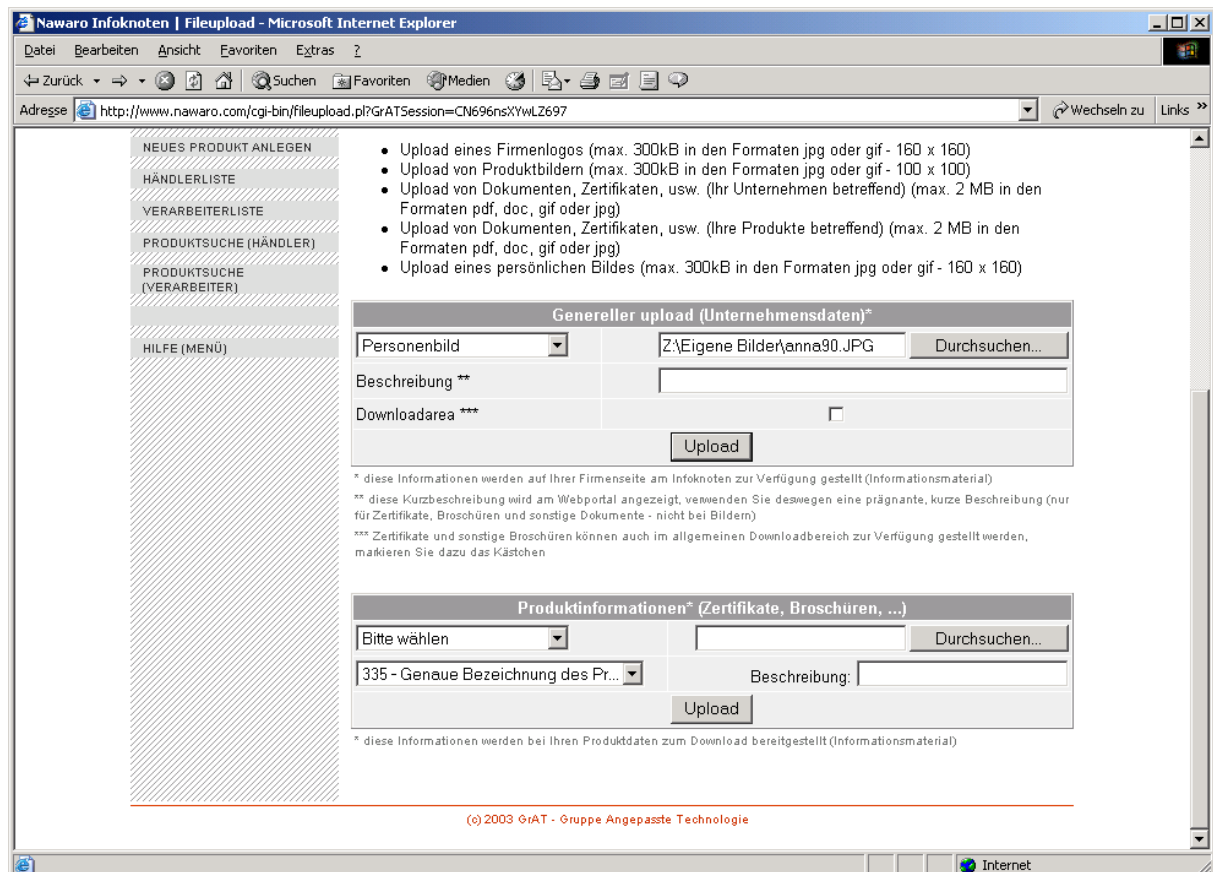 Nawaro Infoknoten | Fileupload - Microsoft Internet Explorer
Datei Bearbeiten Ansicht Favoriten Extras ?
Zurück Suchen Favoriten Medien
Adresse http://www.nawaro.com/cgi-bin/fileupload.pl?GrATSession=CN696nsXYwLZ697 Wechseln zu Links »
NEUES PRODUKT ANLEGEN
HÄNDLERLISTE
VERARBEITERLISTE
PRODUKTSUCHE (HÄNDLER)
PRODUKTSUCHE
(VERARBEITER)
HILFE (MENÜ)
• Upload eines Firmenlogos (max. 300kB in den Formaten jpg oder gif - 160 x 160)
• Upload von Produktbildern (max. 300kB in den Formaten jpg oder gif - 100 x 100)
• Upload von Dokumenten, Zertifikaten, usw. (Ihr Unternehmen betreffend) (max. 2 MB in den
Formaten pdf, doc, gif oder jpg)
• Upload von Dokumenten, Zertifikaten, usw. (Ihre Produkte betreffend) (max. 2 MB in den
Formaten pdf, doc, gif oder jpg)
• Upload eines persönlichen Bildes (max. 300kB in den Formaten jpg oder gif - 160 x 160)
Genereller upload (Unternehmensdaten)*
Personenbild Z:\Eigene Bilder\anna90.JPG Durchsuchen...
Beschreibung **
Downloadarea ***
Upload
* diese Informationen werden auf Ihrer Firmenseite am Infoknoten zur Verfügung gestellt (Informationsmaterial)
** diese Kurzbeschreibung wird am Webportal angezeigt, verwenden Sie deswegen eine prägnante, kurze Beschreibung (nur
für Zertifikate, Broschüren und sonstige Dokumente - nicht bei Bildern)
*** Zertifikate und sonstige Broschüren können auch im allgemeinen Downloadbereich zur Verfügung gestellt werden,
markieren Sie dazu das Kästchen
Produktinformationen* (Zertifikate, Broschüren, ...)
Bitte wählen Durchsuchen...
335 - Genaue Bezeichnung des Pr... Beschreibung:
Upload
* diese Informationen werden bei Ihren Produktdaten zum Download bereitgestellt (Informationsmaterial)
(c) 2003 GrAT - Gruppe Angepasste Technologie
Internet